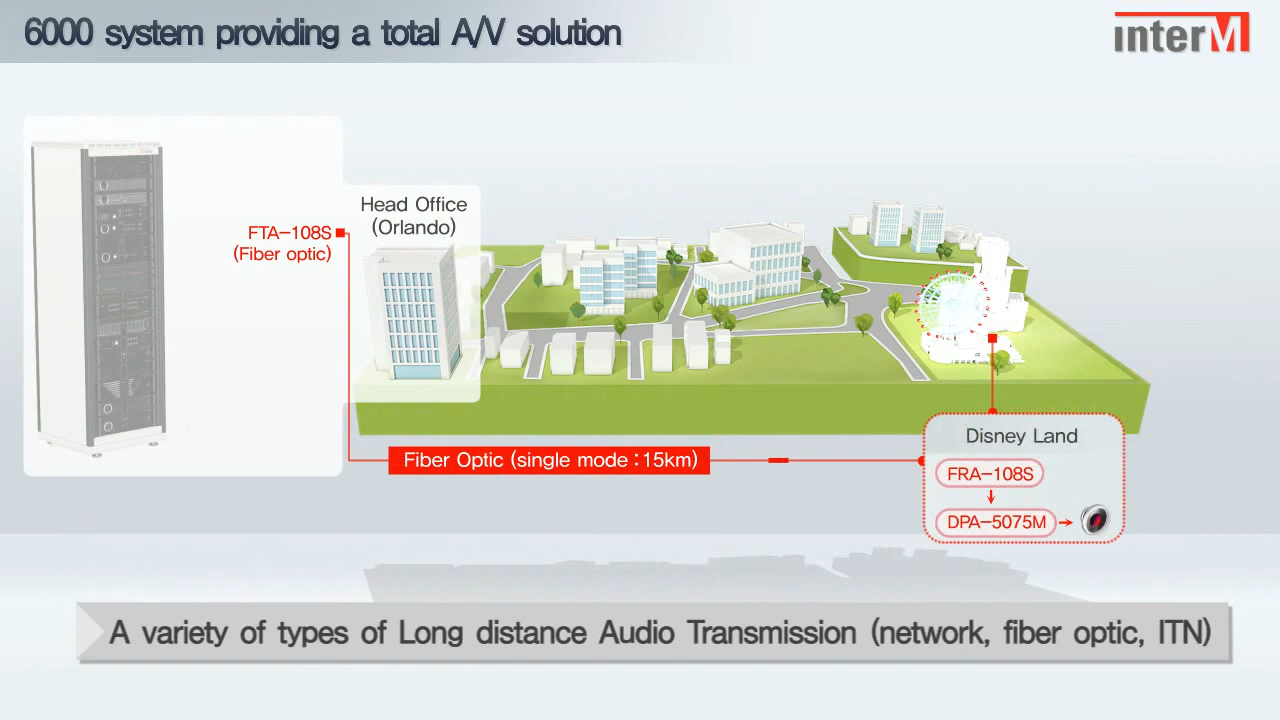 6000 system providing a total A/V solution
interM
Head Office
(Orlando)
FTA-108S
(Fiber optic)
Fiber Optic (single mode : 15km)
Disney Land
FRA-108S
DPA-5075M
A variety of types of Long distance Audio Transmission (network, fiber optic, ITN)